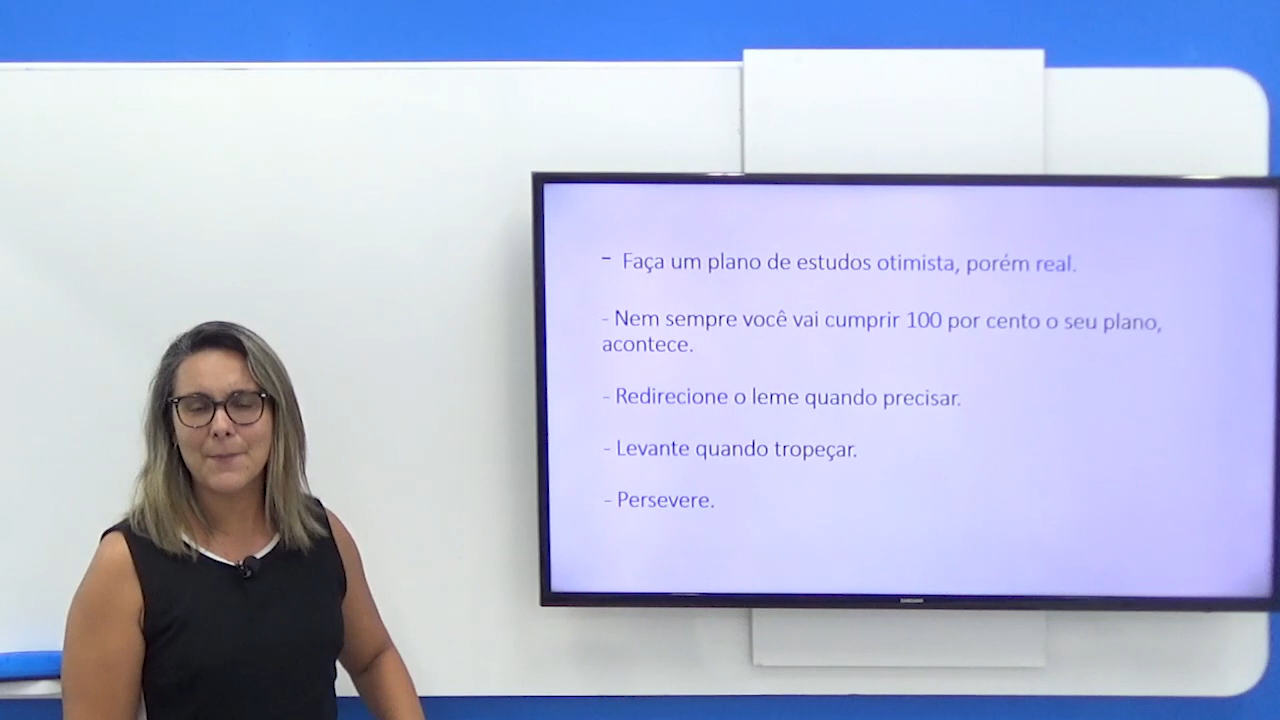 - Faça um plano de estudos otimista, porém real.
- Nem sempre você vai cumprir 100 por cento o seu plano,
acontece.
- Redirecione o leme quando precisar.
- Levante quando tropeçar.
- Persevere.